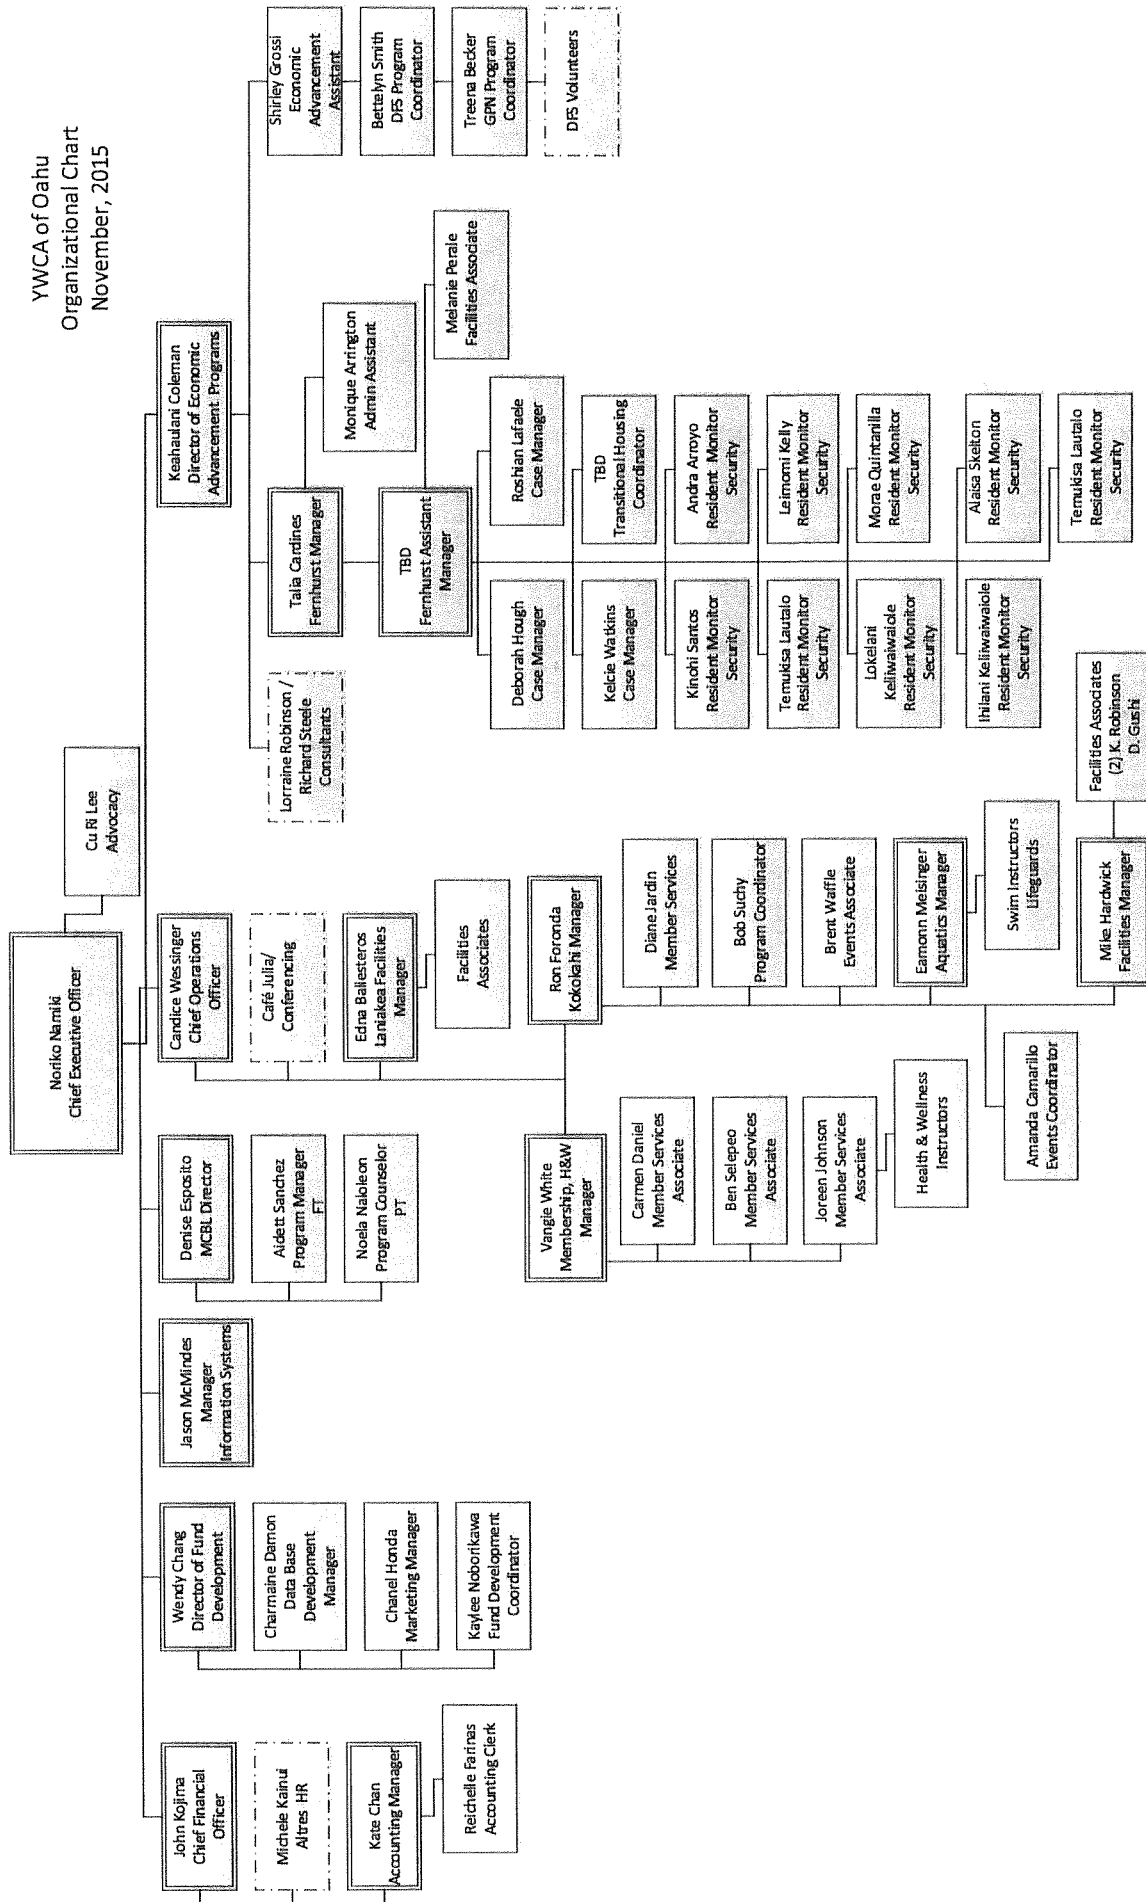 YWCA of Oahu
Organizational Chart
November, 2015
Noriko Namiki
Chief Executive Officer
Cu Ri Lee
Advocacy
John Kojima
Chief Financial
Officer
Michele Kainui
Altres HR
Kate Chan
Accounting Manager
Reichelle Farinas
Accounting Clerk
Wendy Chang
Director of Fund
Development
Charmaine Damon
Data Base
Development
Manager
Chanel Honda
Marketing Manager
Kaylee Noborikawa
Fund Development
Coordinator
Jason McMindes
Manager
Information Systems
Denise Esposito
MCBL Director
Aidett Sanchez
Program Manager
FT
Noela Naloleon
Program Counselor
PT
Candice Wessinger
Chief Operations
Officer
Café Julia/
Conferencing
Edna Ballesteros
Laniakea Facilities
Manager
Facilities
Associates
Vangie White
Membership, H&W
Manager
Carmen Daniel
Member Services
Associate
Ben Selepeo
Member Services
Associate
Joreen Johnson
Member Services
Associate
Health & Wellness
Instructors
Ron Foronda
Kokokahi Manager
Diane Jardin
Member Services
Bob Suchy
Program Coordinator
Brent Waffle
Events Associate
Eamonn Meisinger
Aquatics Manager
Swim Instructors
Lifeguards
Amanda Camarillo
Events Coordinator
Mike Hardwick
Facilities Manager
Facilities Associates
(2) K. Robinson
D. Gushi
Keahaulani Coleman
Director of Economic
Advancement Programs
Lorraine Robinson /
Richard Steele
Consultants
Talia Cardines
Fernhurst Manager
Monique Arrington
Admin Assistant
TBD
Fernhurst Assistant
Manager
Melanie Perale
Facilities Associate
Deborah Hough
Case Manager
Roshian Lafaele
Case Manager
Kelcie Watkins
Case Manager
TBD
Transitional Housing
Coordinator
Kinohi Santos
Resident Monitor
Security
Andra Arroyo
Resident Monitor
Security
Temukisa Lautalo
Resident Monitor
Security
Leimomi Kelly
Resident Monitor
Security
Lokelani
Keliiwaiwaiole
Resident Monitor
Security
Morae Quintanilla
Resident Monitor
Security
Ihilani Keliiwaiwaiole
Resident Monitor
Security
Alaisa Skelton
Resident Monitor
Security
Temukisa Lautalo
Resident Monitor
Security
Shirley Grossi
Economic
Advancement
Assistant
Bettelyn Smith
DFS Program
Coordinator
Treena Becker
GPN Program
Coordinator
DFS Volunteers